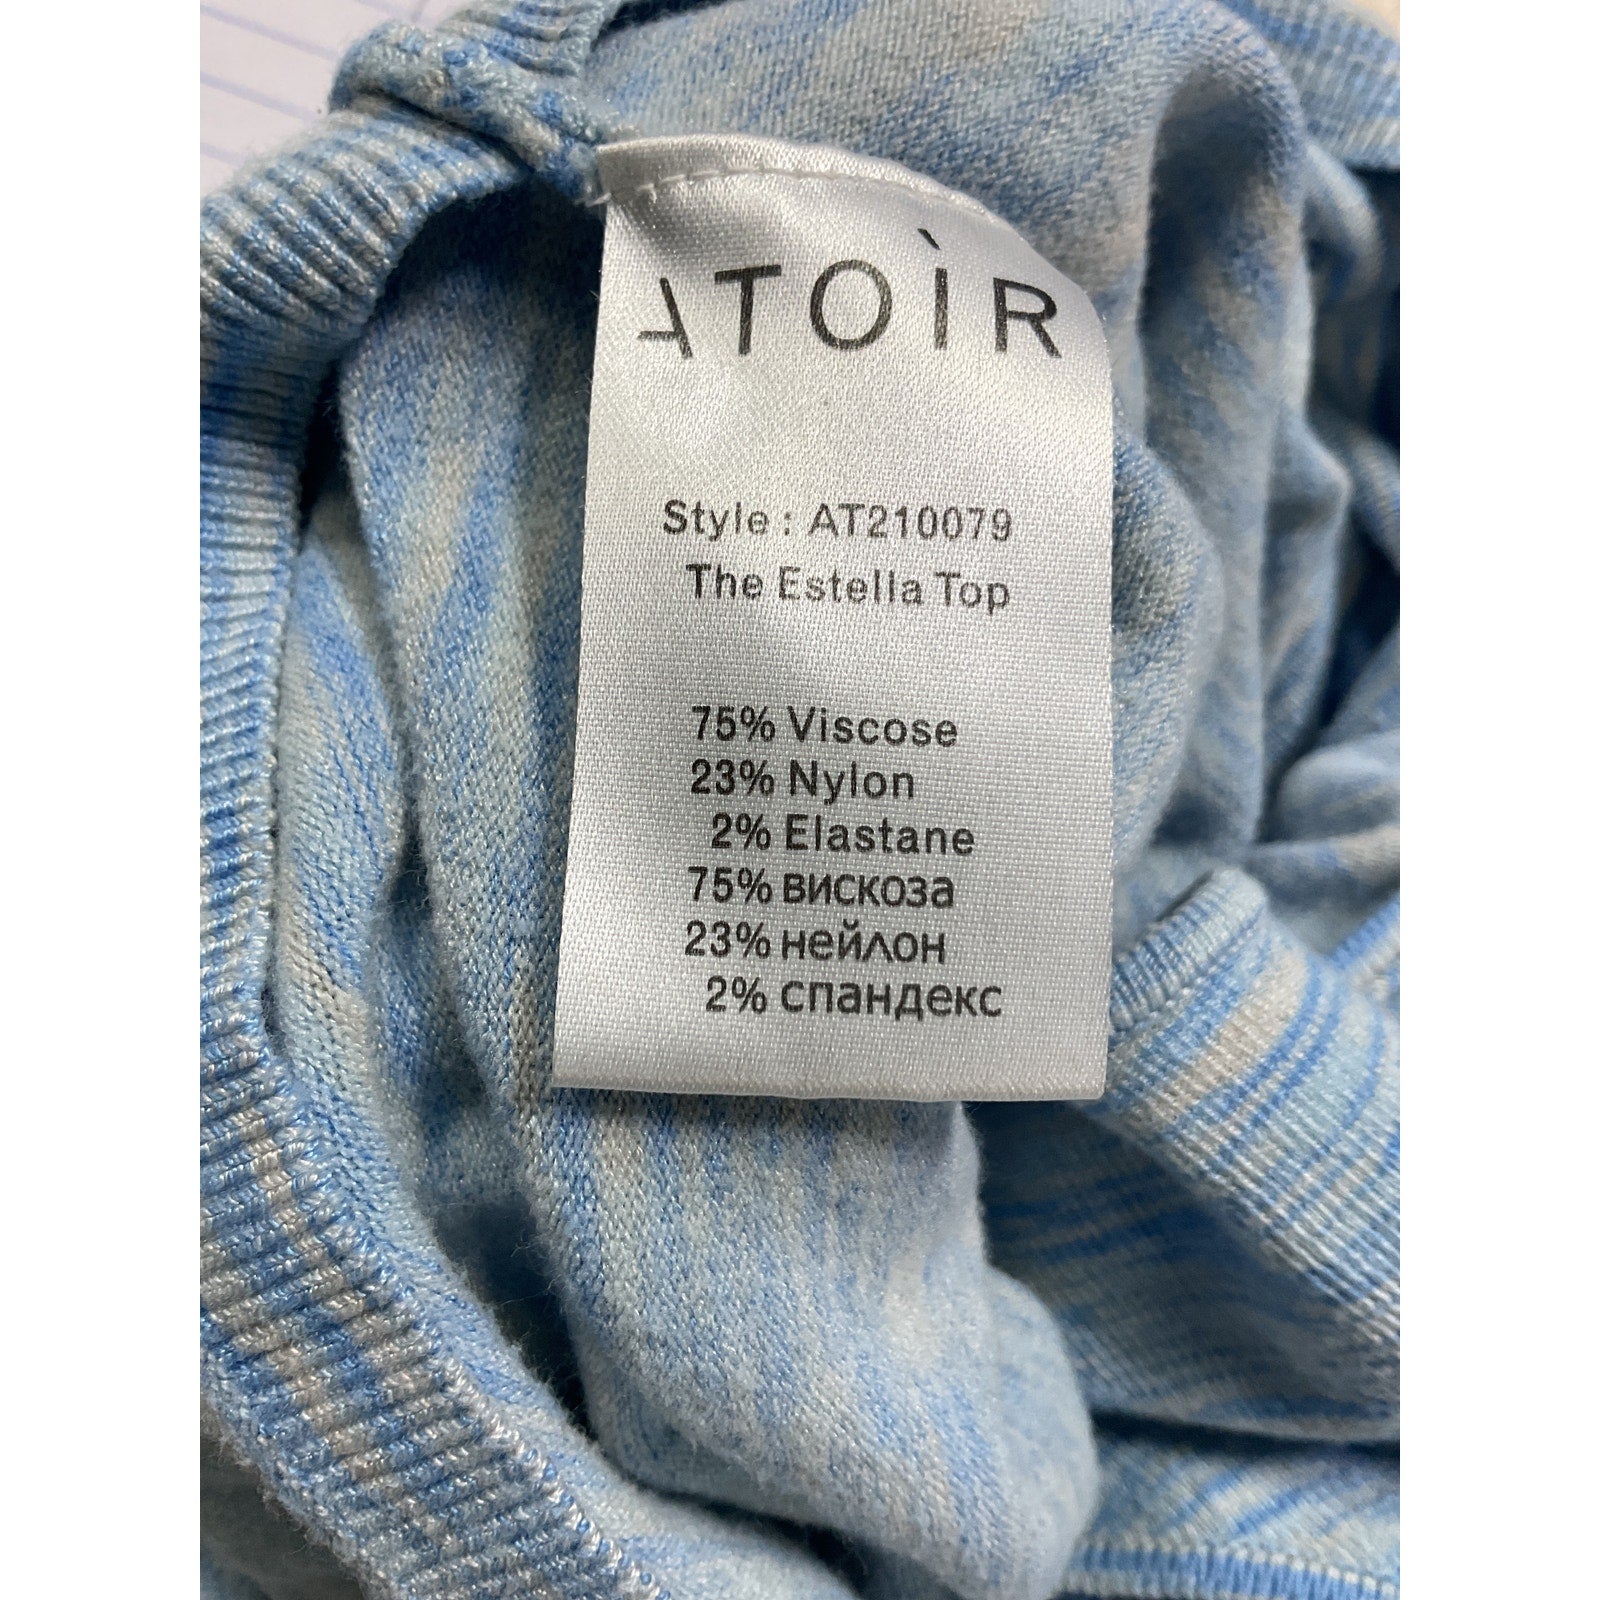 ATOÌR
Style : AT210079
The Estella Top
75% Viscose
23% Nylon
2% Elastane
75% вискоза
23% нейлон
2% спандекс